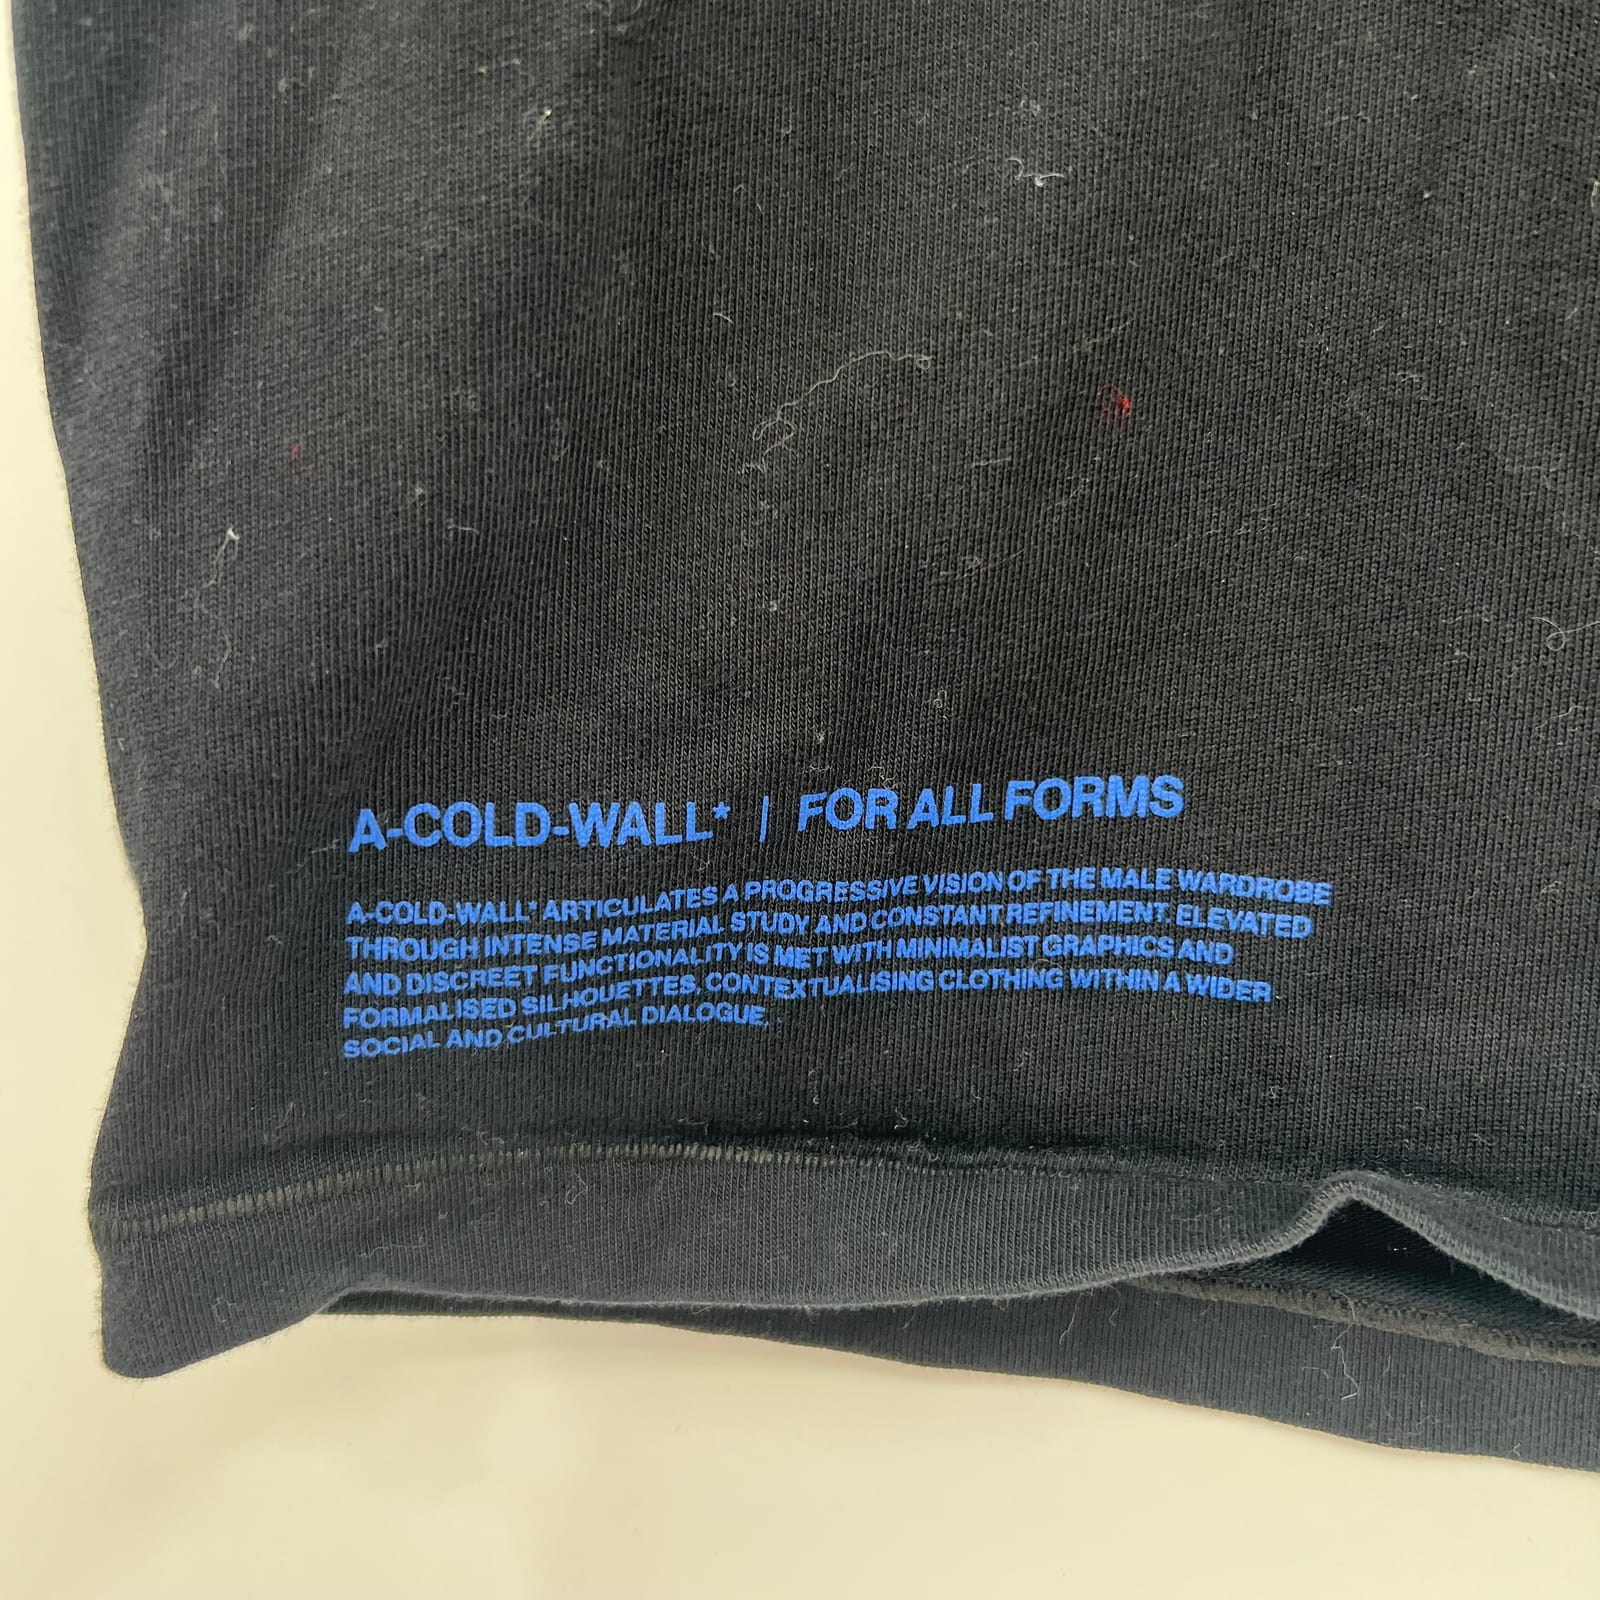 A-COLD-WALL* | FOR ALL FORMS
A-COLD-WALL* ARTICULATES A PROGRESSIVE VISION OF THE MALE WARDROBE
THROUGH INTENSE MATERIAL STUDY AND CONSTANT REFINEMENT. ELEVATED
AND DISCREET FUNCTIONALITY IS MET WITH MINIMALIST GRAPHICS AND
FORMALISED SILHOUETTES, CONTEXTUALISING CLOTHING WITHIN A WIDER
SOCIAL AND CULTURAL DIALOGUE.